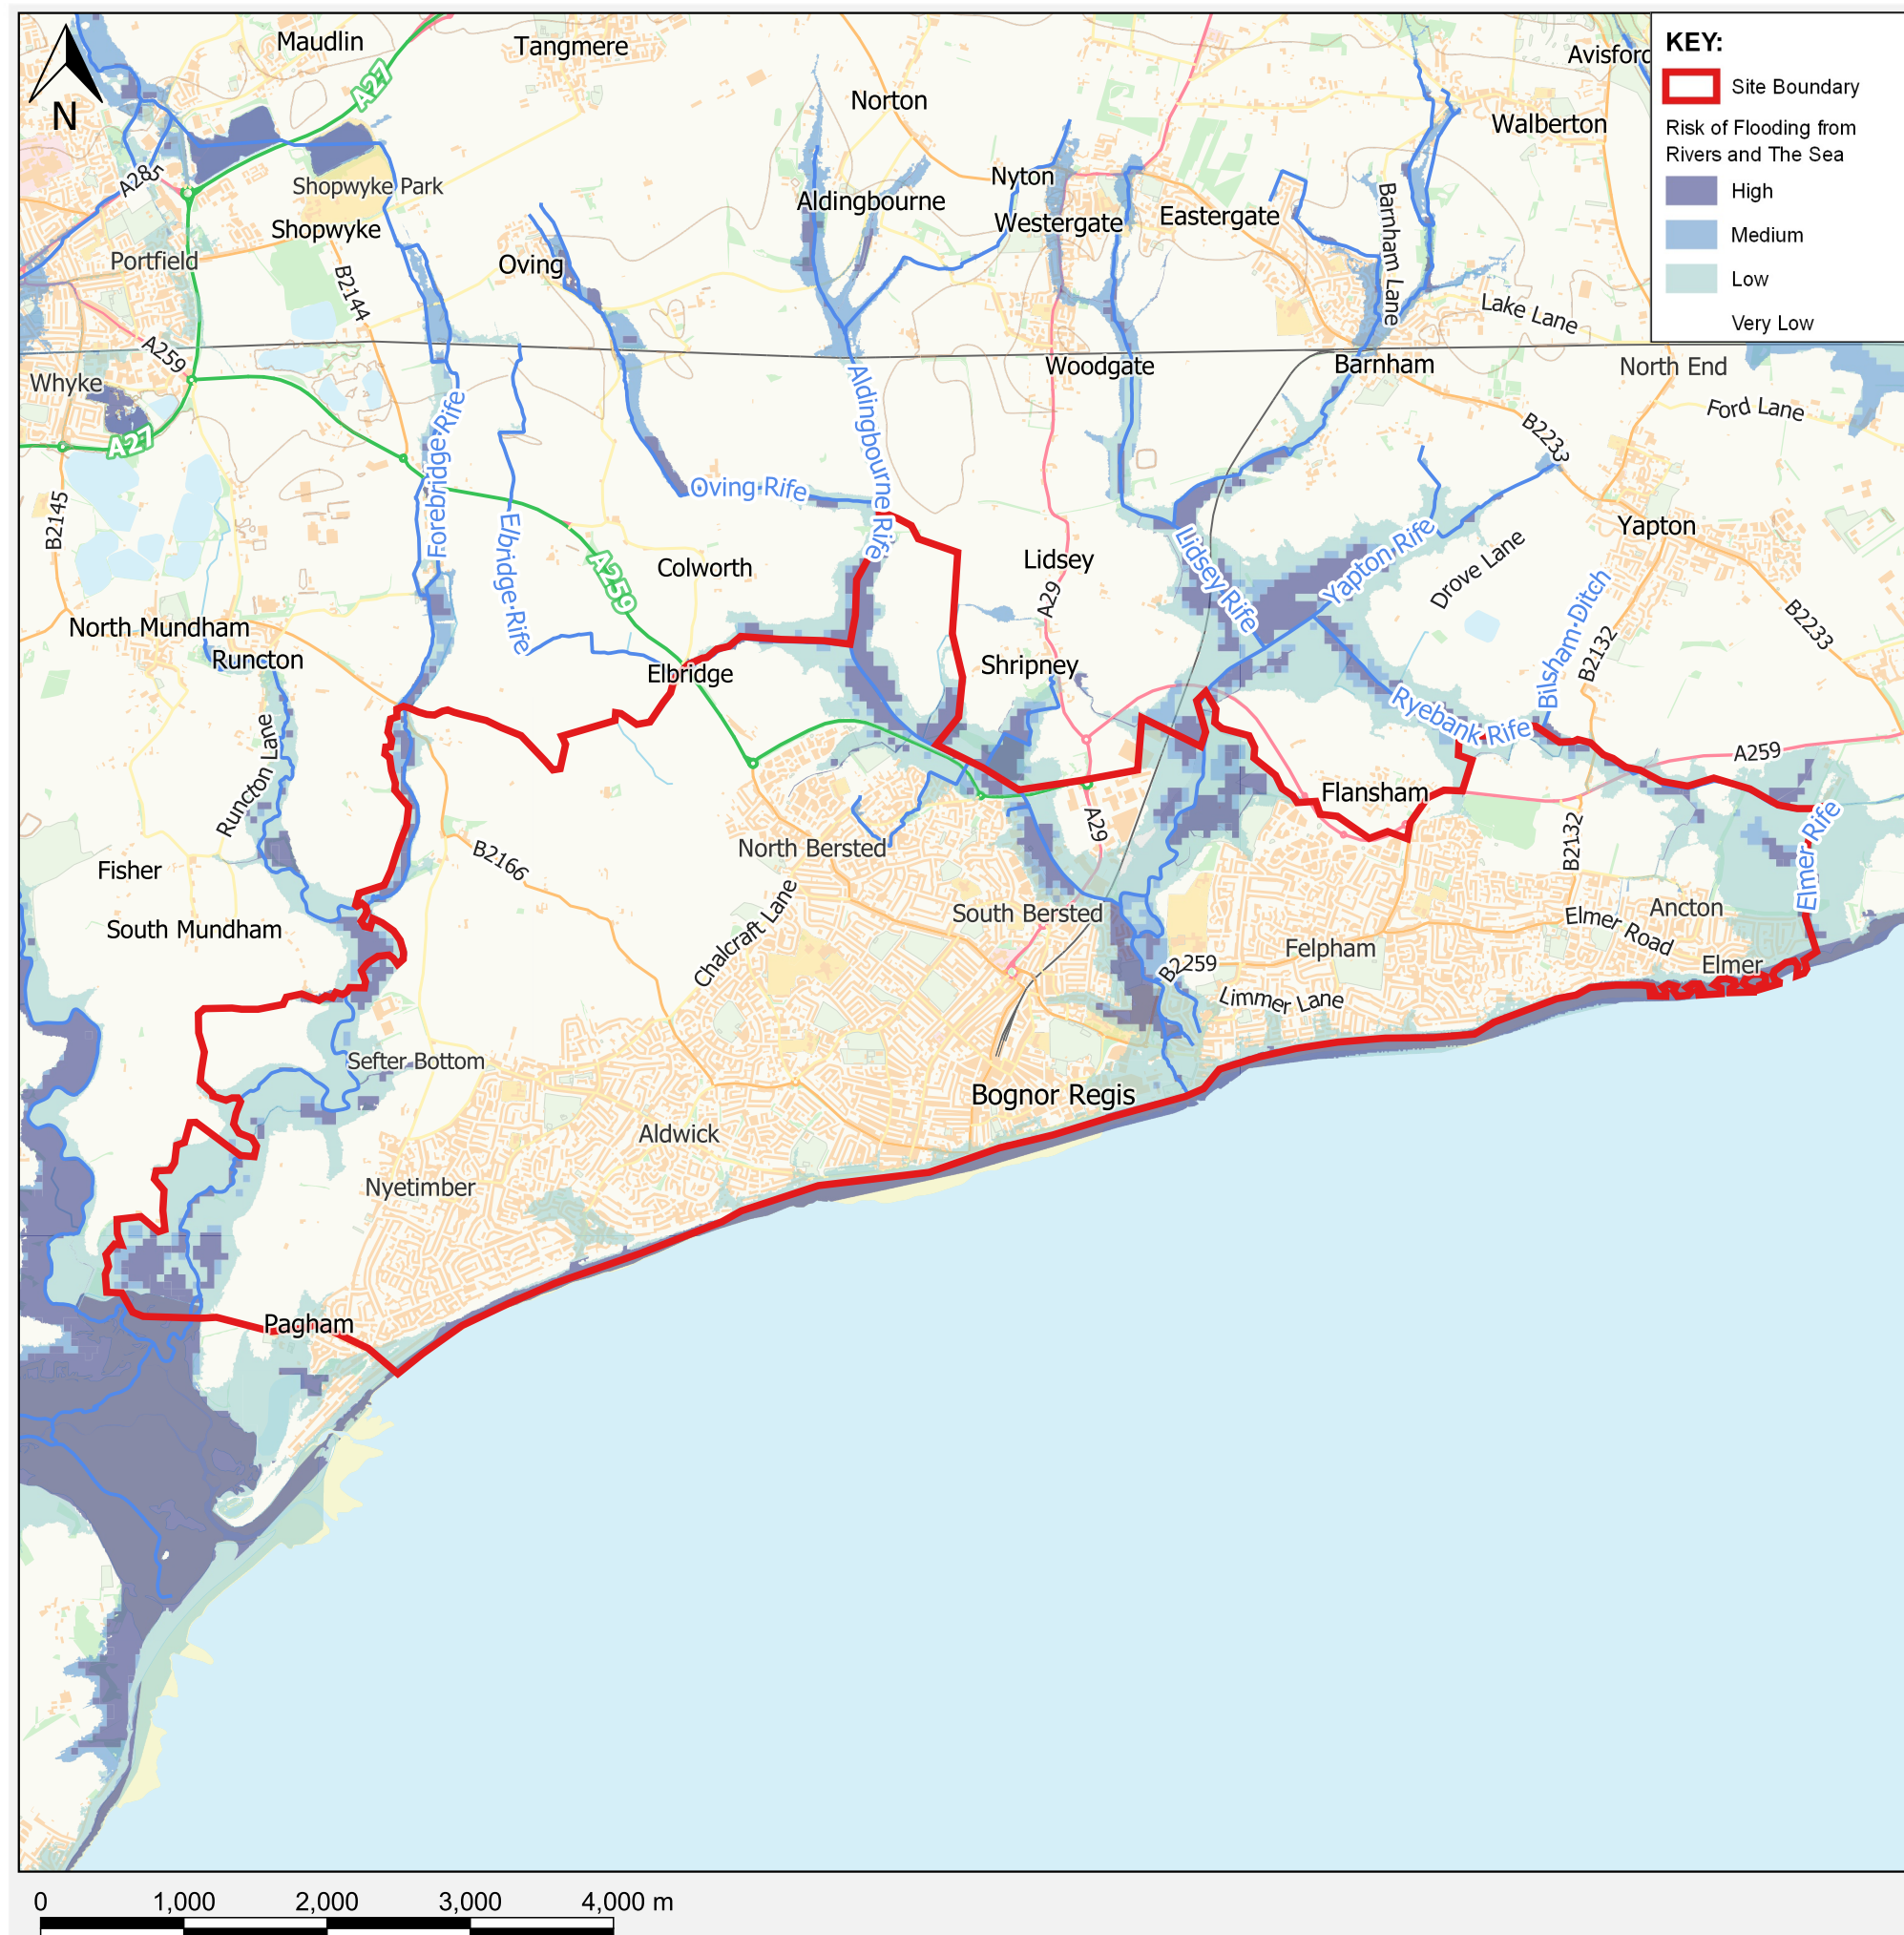 Maudlin
Tangmere
Avisford
A27
Norton
Walberton
N
KEY:
Site Boundary
Risk of Flooding from
Rivers and The Sea
High
Medium
Low
Very Low
A285
Shopwyke Park
Nyton
Aldingbourne
Westergate
Eastergate
Barnham Lane
Shopwyke
Portfield
Oving
B2144
Lake Lane
A259
Whyke
Woodgate
Barnham
North End
Ford Lane
A27
Forebridge Rife
Aldingbourne Rife
B2233
Oving Rife
B2145
Elbridge Rife
Yapton
Lidsey Rife
Yapton Rife
Drove Lane
A259
Colworth
Lidsey
A29
Bilsham Ditch
B2132
B2233
North Mundham
Runcton
Elbridge
Shripney
Ryebank Rife
Runcton Lane
A259
Flansham
A29
Elmer Rife
North Bersted
B2166
B2132
Fisher
South Mundham
Chalcraft Lane
South Bersted
Felpham
Elmer Road
Ancton
Elmer
B2259
Limmer Lane
Sefter Bottom
Bognor Regis
Aldwick
Nyetimber
Pagham
0
1,000
2,000
3,000
4,000 m